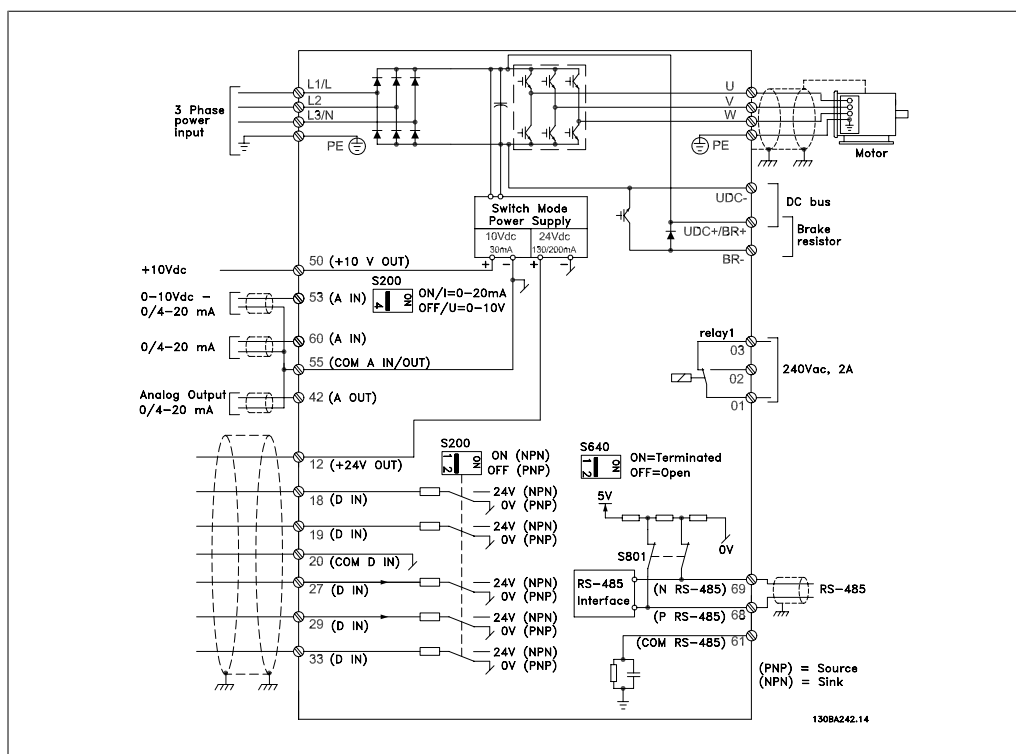 3 Phase
power
input
L1/L
L2
L3/N
PE
U
V
W
PE
Motor
UDC-
DC bus
UDC+/BR+
Brake
resistor
BR-
Switch Mode
Power Supply
10Vdc
30mA
24Vdc
130/200mA
+ - + -
+10Vdc
50 (+10 V OUT)
S200
ON
4
ON/I=0-20mA
OFF/U=0-10V
0-10Vdc -
0/4-20 mA
53 (A IN)
0/4-20 mA
60 (A IN)
55 (COM A IN/OUT)
Analog Output
0/4-20 mA
42 (A OUT)
relay1
03
02
01
240Vac, 2A
12 (+24V OUT)
S200
ON
1 2
ON (NPN)
OFF (PNP)
18 (D IN)
24V (NPN)
0V (PNP)
19 (D IN)
24V (NPN)
0V (PNP)
20 (COM D IN)
27 (D IN)
24V (NPN)
0V (PNP)
29 (D IN)
24V (NPN)
0V (PNP)
33 (D IN)
24V (NPN)
0V (PNP)
S640
ON
1 2
ON=Terminated
OFF=Open
5V
0V
S801
RS-485
Interface
(N RS-485) 69
RS-485
(P RS-485) 68
(COM RS-485) 61
(PNP) = Source
(NPN) = Sink
130BA242.14